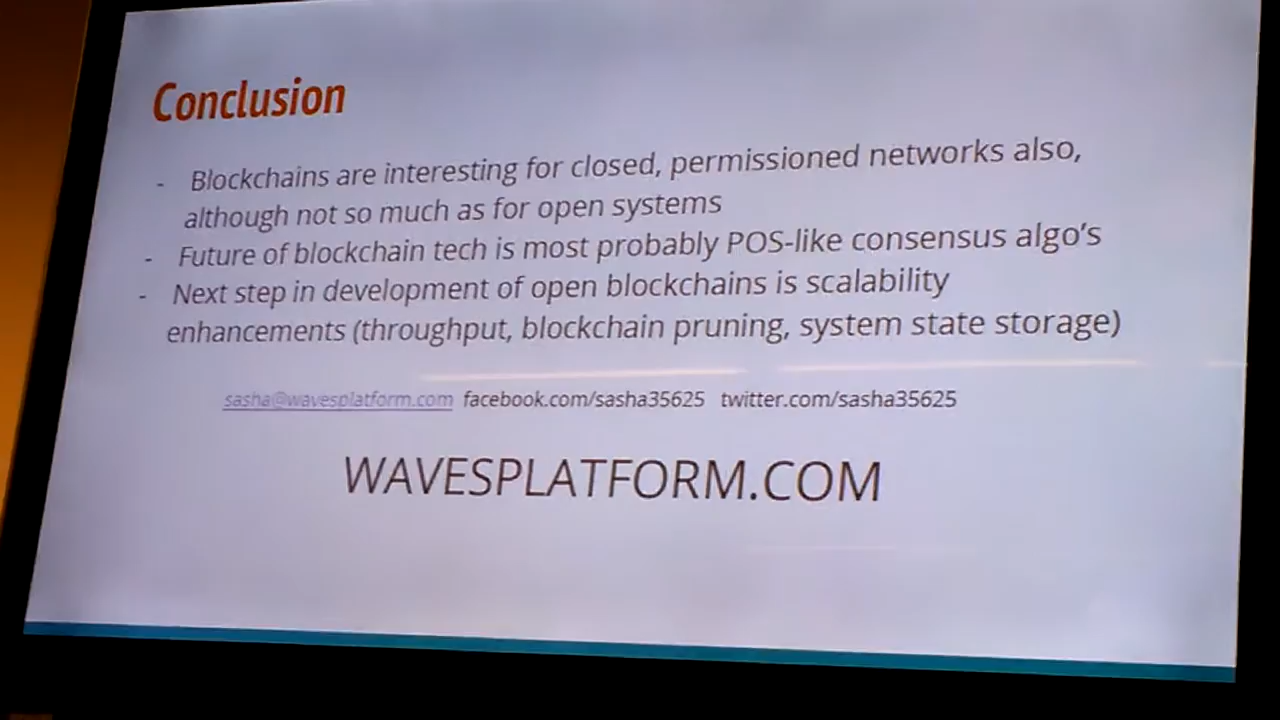 Conclusion
- Blockchains are interesting for closed, permissioned networks also,
although not so much as for open systems
- Future of blockchain tech is most probably POS-like consensus algo's
- Next step in development of open blockchains is scalability
enhancements (throughput, blockchain pruning, system state storage)
sasha@wavesplatform.com facebook.com/sasha35625 twitter.com/sasha35625
WAVESPLATFORM.COM